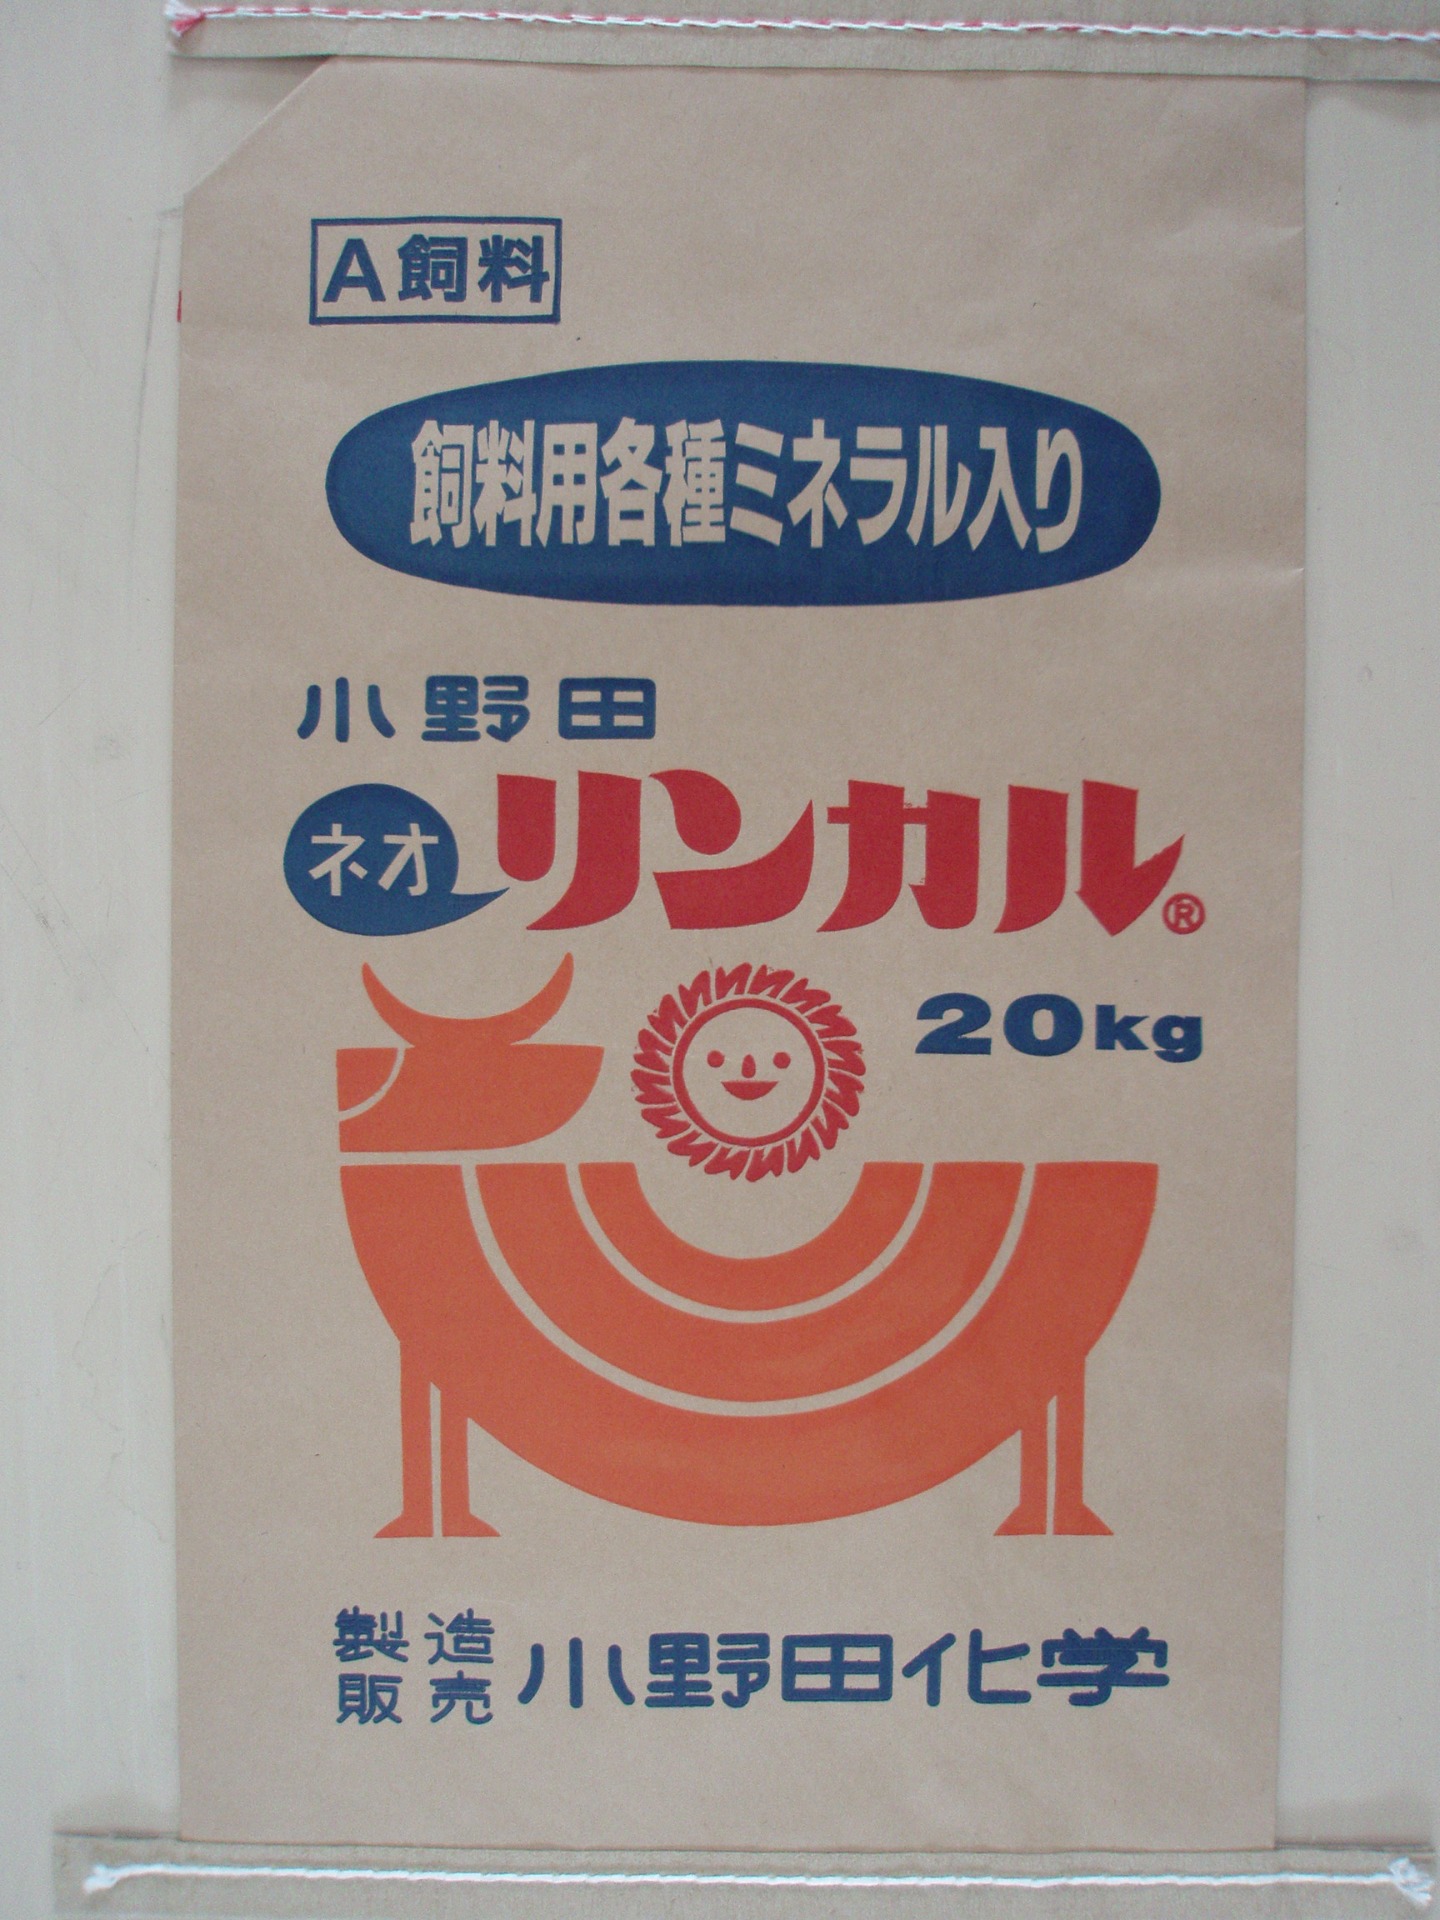 A飼料
飼料用各種ミネラル入り
小野田
ネオ リンカル®
20kg
製造
販売 小野田化学